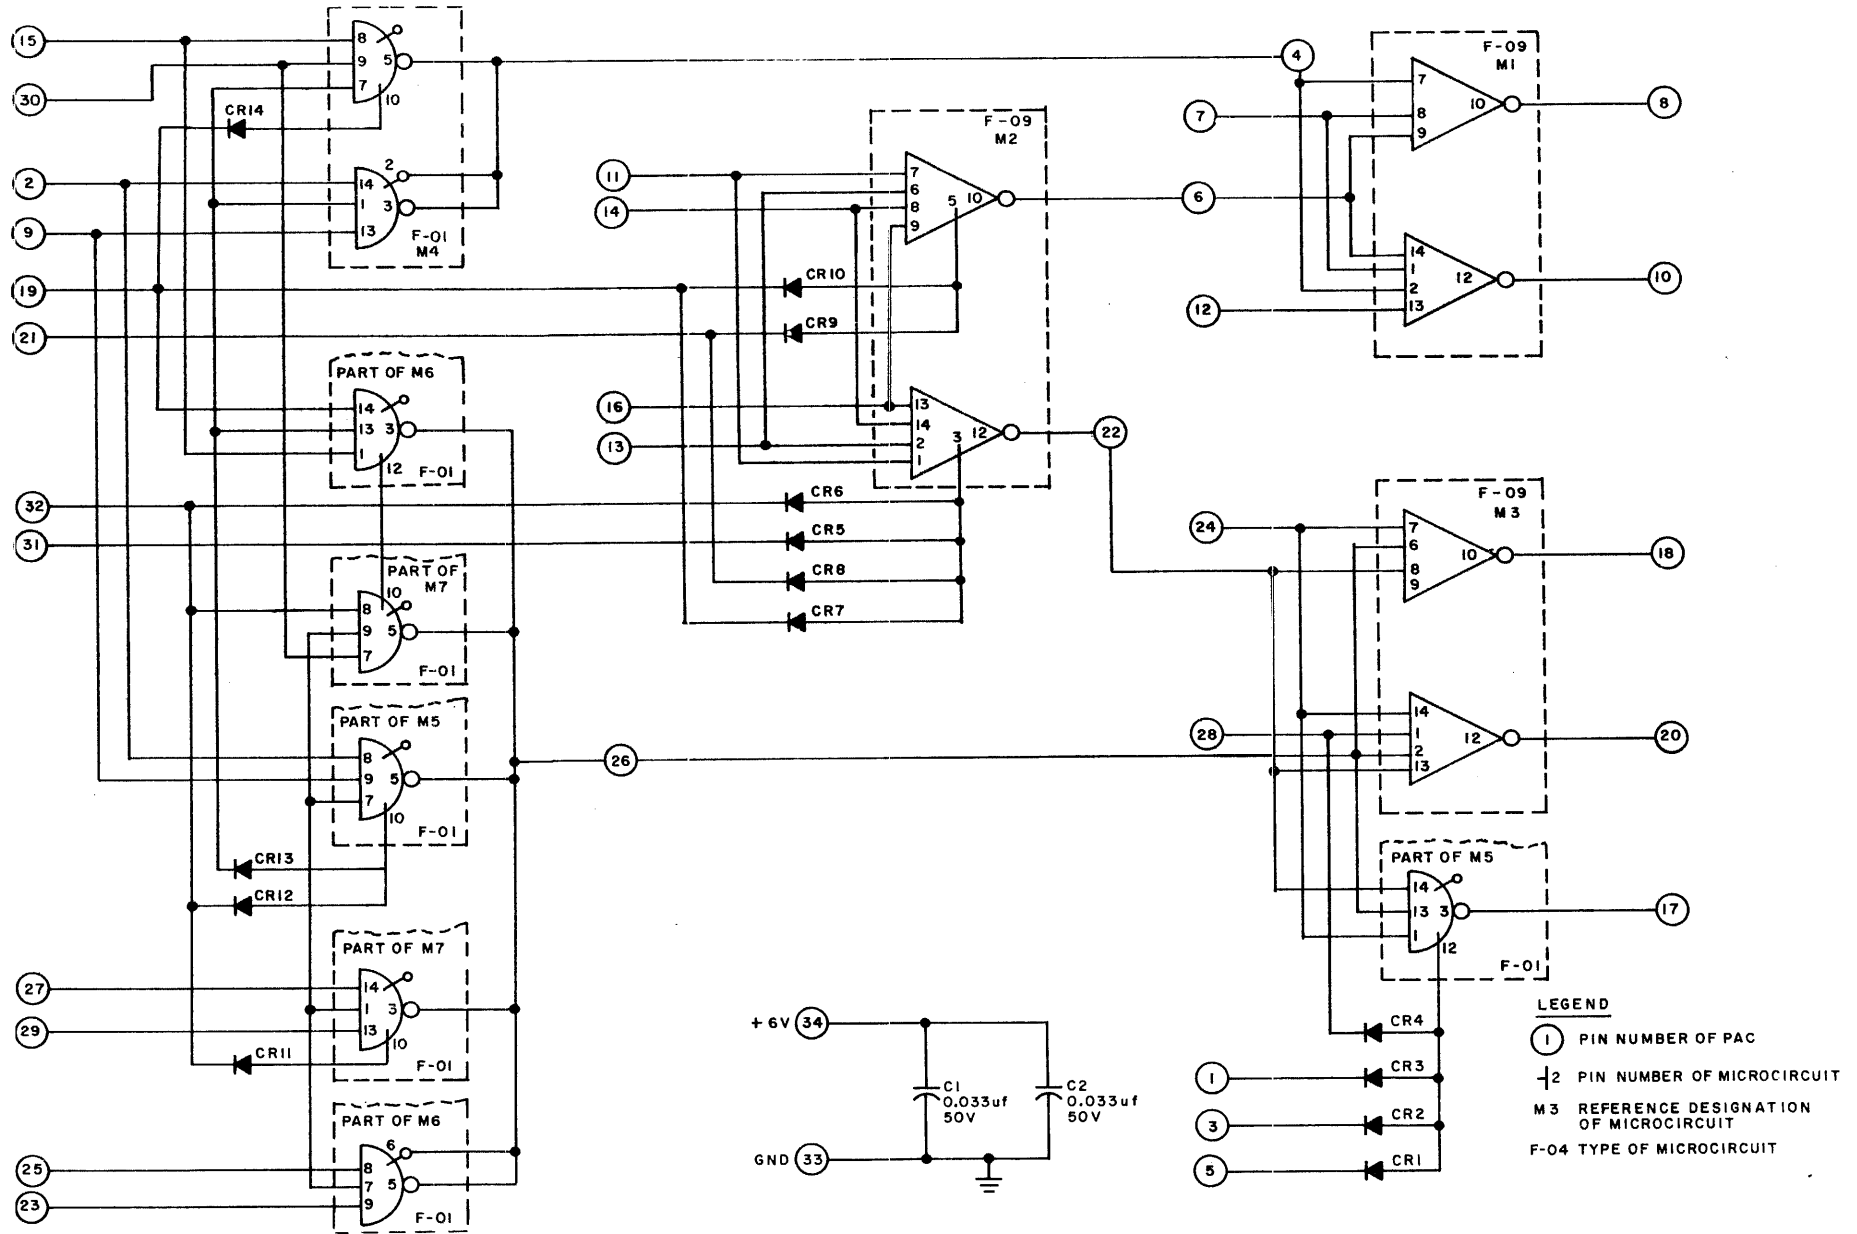 15
8
9
5
7
10
30
CR14
2
14
2
1
3
13
9
F-01
M4
19
21
PART OF M6
14
13
3
1
12
F-01
32
31
PART OF
M7
10
8
9
5
7
F-01
PART OF M5
8
9
5
7
10
F-01
CR13
CR12
PART OF M7
27
14
1
3
29
13
10
F-01
CR11
PART OF M6
6
25
8
7
5
23
9
F-01
11
14
F-09
M2
7
6
8
9
5
10
CR10
CR9
16
13
13
14
2
1
3
12
CR6
CR5
CR8
CR7
26
22
4
7
6
12
F-09
M1
7
8
9
10
8
14
1
2
13
12
10
24
F-09
M3
7
6
8
9
10
18
28
14
1
2
13
12
20
PART OF M5
14
13
3
1
12
17
F-01
CR4
1
CR3
3
CR2
5
CR1
+6V
34
C1
0.033uf
50V
C2
0.033uf
50V
GND
33
LEGEND
1 PIN NUMBER OF PAC
2 PIN NUMBER OF MICROCIRCUIT
M3 REFERENCE DESIGNATION
OF MICROCIRCUIT
F-04 TYPE OF MICROCIRCUIT